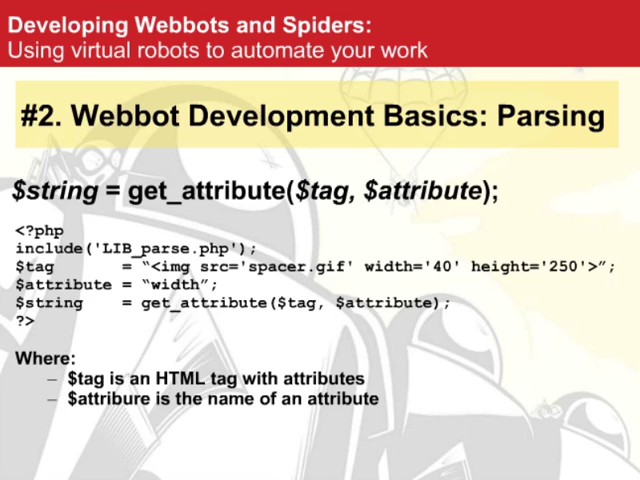 Developing Webbots and Spiders:
Using virtual robots to automate your work
#2. Webbot Development Basics: Parsing
$string = get_attribute($tag, $attribute);
<?php
include('LIB_parse.php');
$tag       = “<img src='spacer.gif' width='40' height='250'>”;
$attribute = “width”;
$string    = get_attribute($tag, $attribute);
?>
Where:
– $tag is an HTML tag with attributes
– $attribure is the name of an attribute